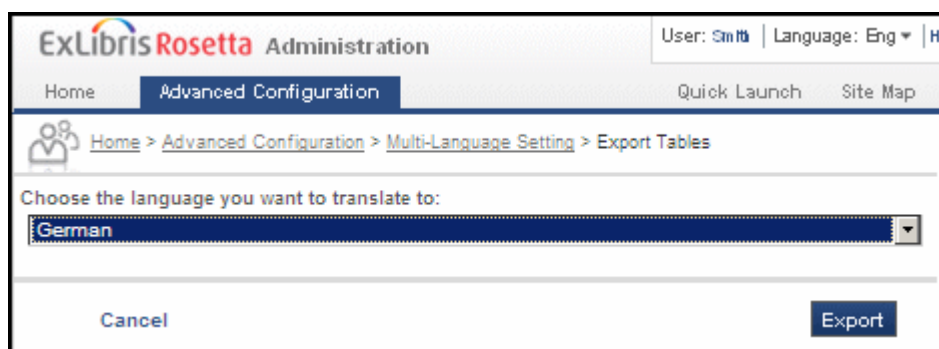 ExLibris Rosetta Administration
User: Smith | Language: Eng ▾ | H
Home Advanced Configuration Quick Launch Site Map
Home > Advanced Configuration > Multi-Language Setting > Export Tables
Choose the language you want to translate to:
German
Cancel Export